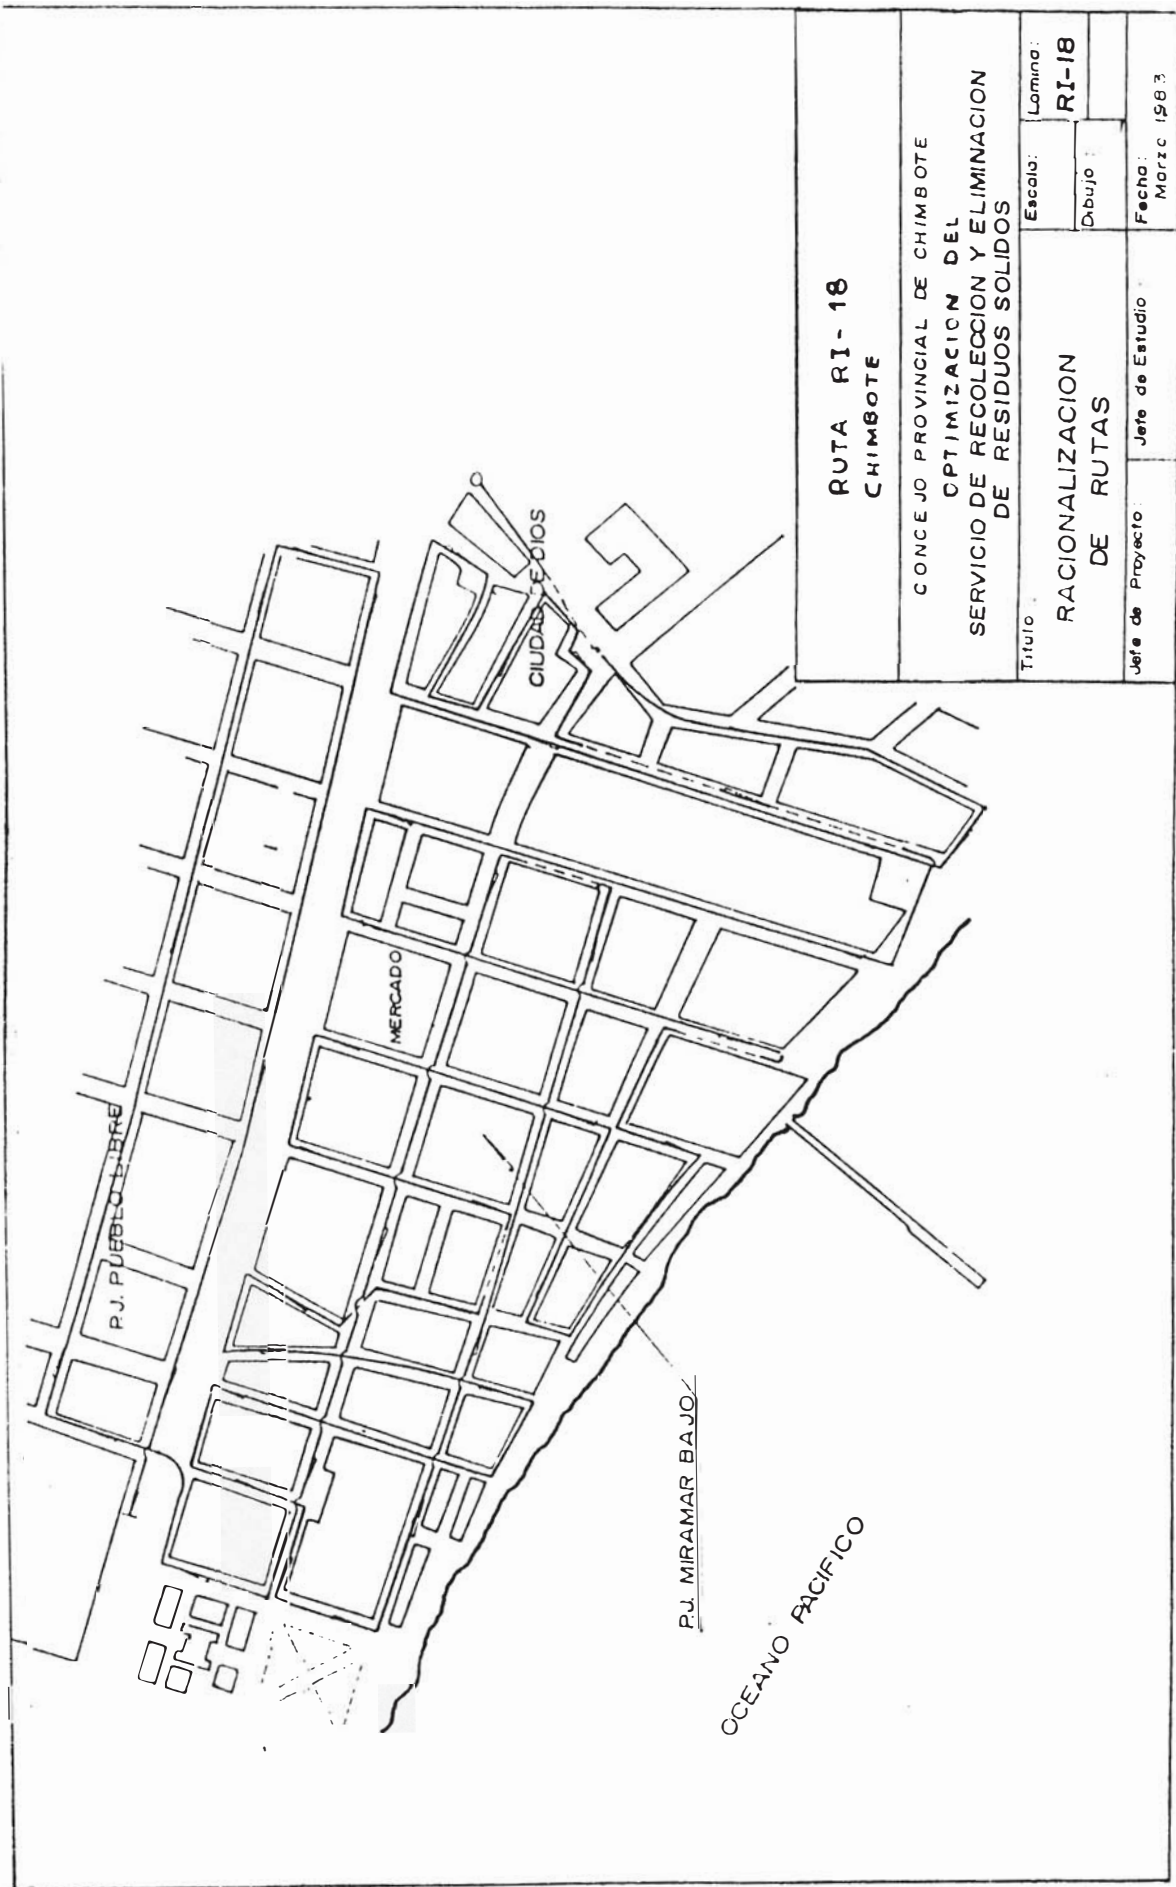 P.J. PUEBLO LIBRE
MERCADO
CIUDAD DE DIOS
P.J. MIRAMAR BAJO
OCEANO PACIFICO
RUTA RI-18
CHIMBOTE
CONCEJO PROVINCIAL DE CHIMBOTE
OPTIMIZACION DEL
SERVICIO DE RECOLECCION Y ELIMINACION
DE RESIDUOS SOLIDOS
Titulo
RACIONALIZACION
DE RUTAS
Escala:
Lamina:
RI-18
Dibujo:
Jefe de Proyecto:
Jefe de Estudio
Fecha:
Marzo 1983